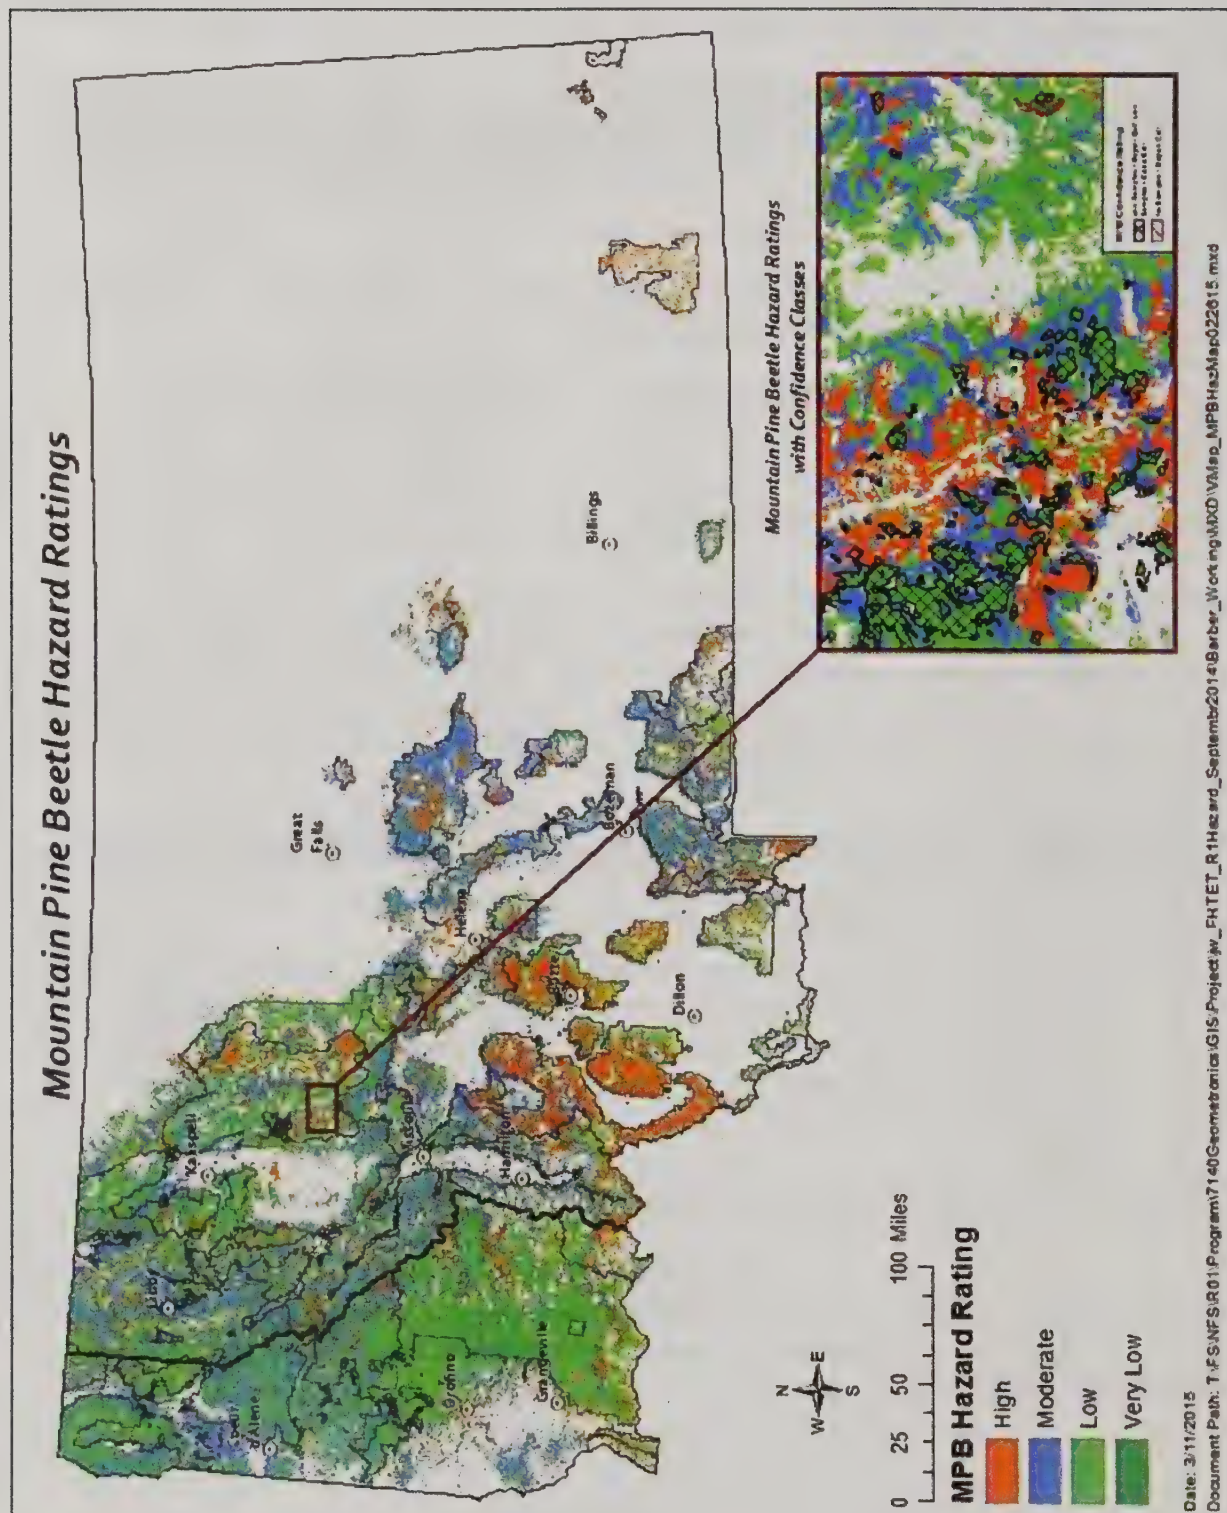 Mountain Pine Beetle Hazard Ratings
Kalispell
Libby
Coeur
d'Alene
Great
Falls
Missoula
Helena
Hamilton
Butte
Orofino
Grangeville
Bozeman
Billings
Dillon
Mountain Pine Beetle Hazard Ratings
with Confidence Classes
N
W E
S
0 25 50 100 Miles
MPB Hazard Rating
High
Moderate
Low
Very Low
Date: 3/11/2015